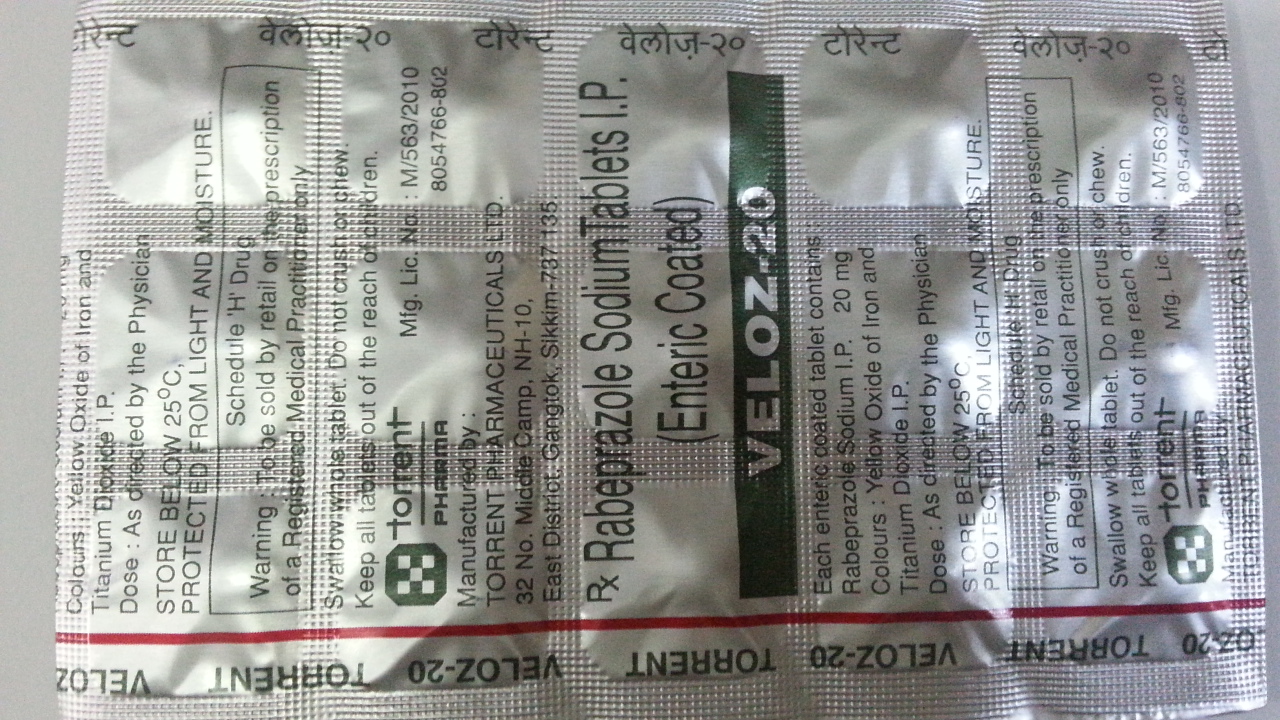 टोरेन्ट वेलोज़-२० टोरेन्ट वेलोज़-२० टोरेन्ट वेलोज़-२०
Colours : Yellow Oxide of Iron and
Titanium Dioxide I.P.
Dose : As directed by the Physician
STORE BELOW 25°C,
PROTECTED FROM LIGHT AND MOISTURE.
Schedule 'H' Drug
Warning : To be sold by retail on the prescription
of a Registered Medical Practitioner only
Swallow whole tablet. Do not crush or chew.
Keep all tablets out of the reach of children.
torrent
PHARMA
Mfg. Lic. No. : M/563/2010
8054766-802
Manufactured by :
TORRENT PHARMACEUTICALS LTD.
32 No. Middle Camp, NH-10,
East District, Gangtok, Sikkim-737 135.
Rx Rabeprazole Sodium Tablets I.P.
(Enteric Coated)
VELOZ-20
Each enteric coated tablet contains :
Rabeprazole Sodium I.P. 20 mg
Colours : Yellow Oxide of Iron and
Titanium Dioxide I.P.
Dose : As directed by the Physician
STORE BELOW 25°C,
PROTECTED FROM LIGHT AND MOISTURE.
Schedule 'H' Drug
Warning : To be sold by retail on the prescription
of a Registered Medical Practitioner only
Swallow whole tablet. Do not crush or chew.
Keep all tablets out of the reach of children.
torrent
PHARMA
Mfg. Lic. No. : M/563/2010
8054766-802
Manufactured by :
TORRENT PHARMACEUTICALS LTD.
OZ-20 TORRENT VELOZ-20 TORRENT VELOZ-20 TORRENT VELOZ